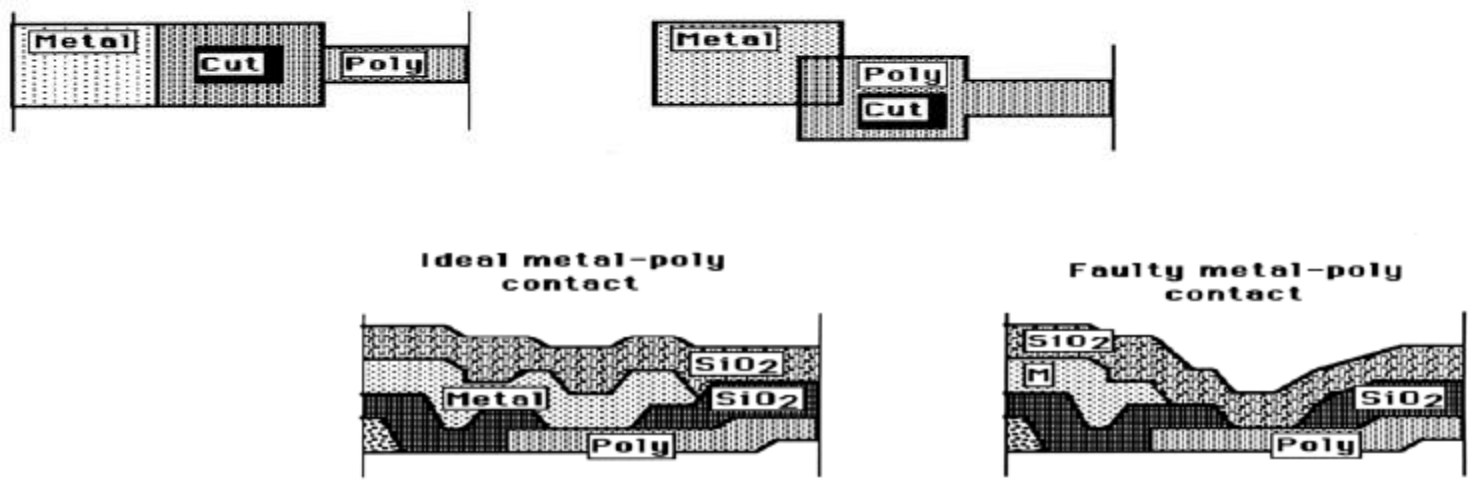 Metal
Cut
Poly
Metal
Poly
Cut
Ideal metal-poly
contact
Faulty metal-poly
contact
SiO2
Metal
SiO2
Poly
SiO2
M
SiO2
Poly